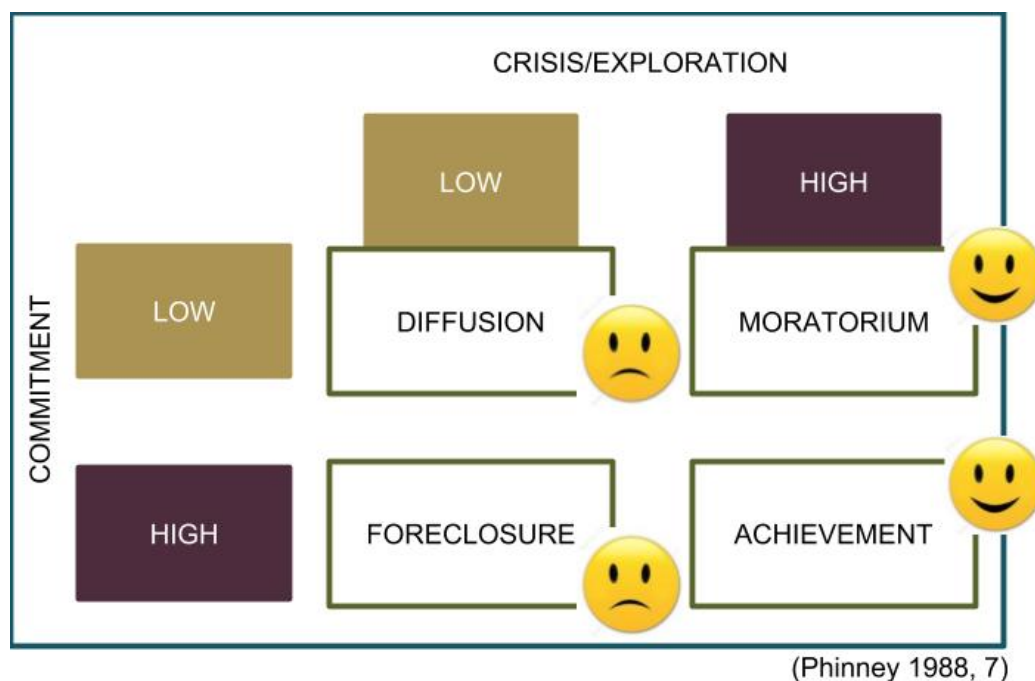 CRISIS/EXPLORATION
LOW
HIGH
COMMITMENT
LOW
DIFFUSION
MORATORIUM
HIGH
FORECLOSURE
ACHIEVEMENT
(Phinney 1988, 7)